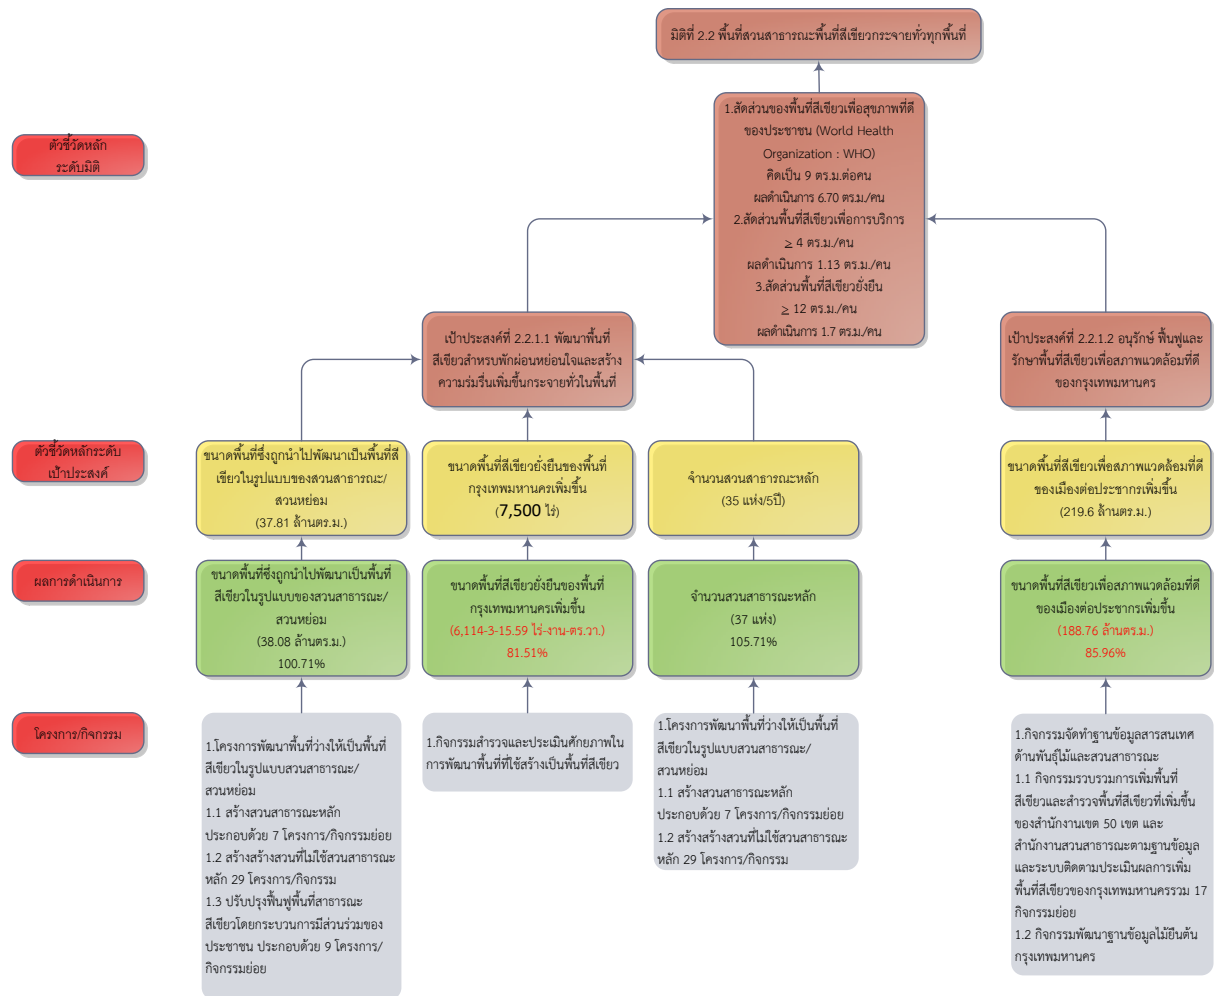 มิติที่ 2.2 พื้นที่สวนสาธารณะพื้นที่สีเขียวกระจายทั่วทุกพื้นที่
ตัวชี้วัดหลัก
ระดับมิติ
1.สัดส่วนของพื้นที่สีเขียวเพื่อสุขภาพที่ดี
ของประชาชน (World Health
Organization : WHO)
คิดเป็น 9 ตร.ม.ต่อคน
ผลดำเนินการ 6.70 ตร.ม./คน
2.สัดส่วนพื้นที่สีเขียวเพื่อการบริการ
≥ 4 ตร.ม./คน
ผลดำเนินการ 1.13 ตร.ม./คน
3.สัดส่วนพื้นที่สีเขียวยั่งยืน
≥ 12 ตร.ม./คน
ผลดำเนินการ 1.7 ตร.ม./คน
เป้าประสงค์ที่ 2.2.1.1 พัฒนาพื้นที่
สีเขียวสำหรบพักผ่อนหย่อนใจและสร้าง
ความร่มรื่นเพิ่มขึ้นกระจายทั่วในพื้นที่
เป้าประสงค์ที่ 2.2.1.2 อนุรักษ์ ฟื้นฟูและ
รักษาพื้นที่สีเขียวเพื่อสภาพแวดล้อมที่ดี
ของกรุงเทพมหานคร
ตัวชี้วัดหลักระดับ
เป้าประสงค์
ขนาดพื้นที่ซึ่งถูกนำไปพัฒนาเป็นพื้นที่สี
เขียวในรูปแบบของสวนสาธารณะ/
สวนหย่อม
(37.81 ล้านตร.ม.)
ขนาดพื้นที่สีเขียวยั่งยืนของพื้นที่
กรุงเทพมหานครเพิ่มขึ้น
(7,500 ไร่)
จำนวนสวนสาธารณะหลัก
(35 แห่ง/5ปี)
ขนาดพื้นที่สีเขียวเพื่อสภาพแวดล้อมที่ดี
ของเมืองต่อประชากรเพิ่มขึ้น
(219.6 ล้านตร.ม.)
ผลการดำเนินการ
ขนาดพื้นที่ซึ่งถูกนำไปพัฒนาเป็นพื้นที่
สีเขียวในรูปแบบของสวนสาธารณะ/
สวนหย่อม
(38.08 ล้านตร.ม.)
100.71%
ขนาดพื้นที่สีเขียวยั่งยืนของพื้นที่
กรุงเทพมหานครเพิ่มขึ้น
(6,114-3-15.59 ไร่-งาน-ตร.วา.)
81.51%
จำนวนสวนสาธารณะหลัก
(37 แห่ง)
105.71%
ขนาดพื้นที่สีเขียวเพื่อสภาพแวดล้อมที่ดี
ของเมืองต่อประชากรเพิ่มขึ้น
(188.76 ล้านตร.ม.)
85.96%
โครงการ/กิจกรรม
1.โครงการพัฒนาพื้นที่ว่างให้เป็นพื้นที่
สีเขียวในรูปแบบสวนสาธารณะ/
สวนหย่อม
1.1 สร้างสวนสาธารณะหลัก
ประกอบด้วย 7 โครงการ/กิจกรรมย่อย
1.2 สร้างสร้างสวนที่ไม่ใช้สวนสาธารณะ
หลัก 29 โครงการ/กิจกรรม
1.3 ปรับปรุงฟื้นฟูพื้นที่สาธารณะ
สีเขียวโดยกระบวนการมีส่วนร่วมของ
ประชาชน ประกอบด้วย 9 โครงการ/
กิจกรรมย่อย
1.กิจกรรมสำรวจและประเมินศักยภาพใน
การพัฒนาพื้นที่ที่ใช้สร้างเป็นพื้นที่สีเขียว
1.โครงการพัฒนาพื้นที่ว่างให้เป็นพื้นที่
สีเขียวในรูปแบบสวนสาธารณะ/
สวนหย่อม
1.1 สร้างสวนสาธารณะหลัก
ประกอบด้วย 7 โครงการ/กิจกรรมย่อย
1.2 สร้างสร้างสวนที่ไม่ใช้สวนสาธารณะ
หลัก 29 โครงการ/กิจกรรม
1.กิจกรรมจัดทำฐานข้อมูลสารสนเทศ
ด้านพันธุ์ไม้และสวนสาธารณะ
1.1 กิจกรรมรวบรวมการเพิ่มพื้นที่
สีเขียวและสำรวจพื้นที่สีเขียวที่เพิ่มขึ้น
ของสำนักงานเขต 50 เขต และ
สำนักงานสวนสาธารณะตามฐานข้อมูล
และระบบติดตามประเมินผลการเพิ่ม
พื้นที่สีเขียวของกรุงเทพมหานครรวม 17
กิจกรรมย่อย
1.2 กิจกรรมพัฒนาฐานข้อมูลไม้ยืนต้น
กรุงเทพมหานคร